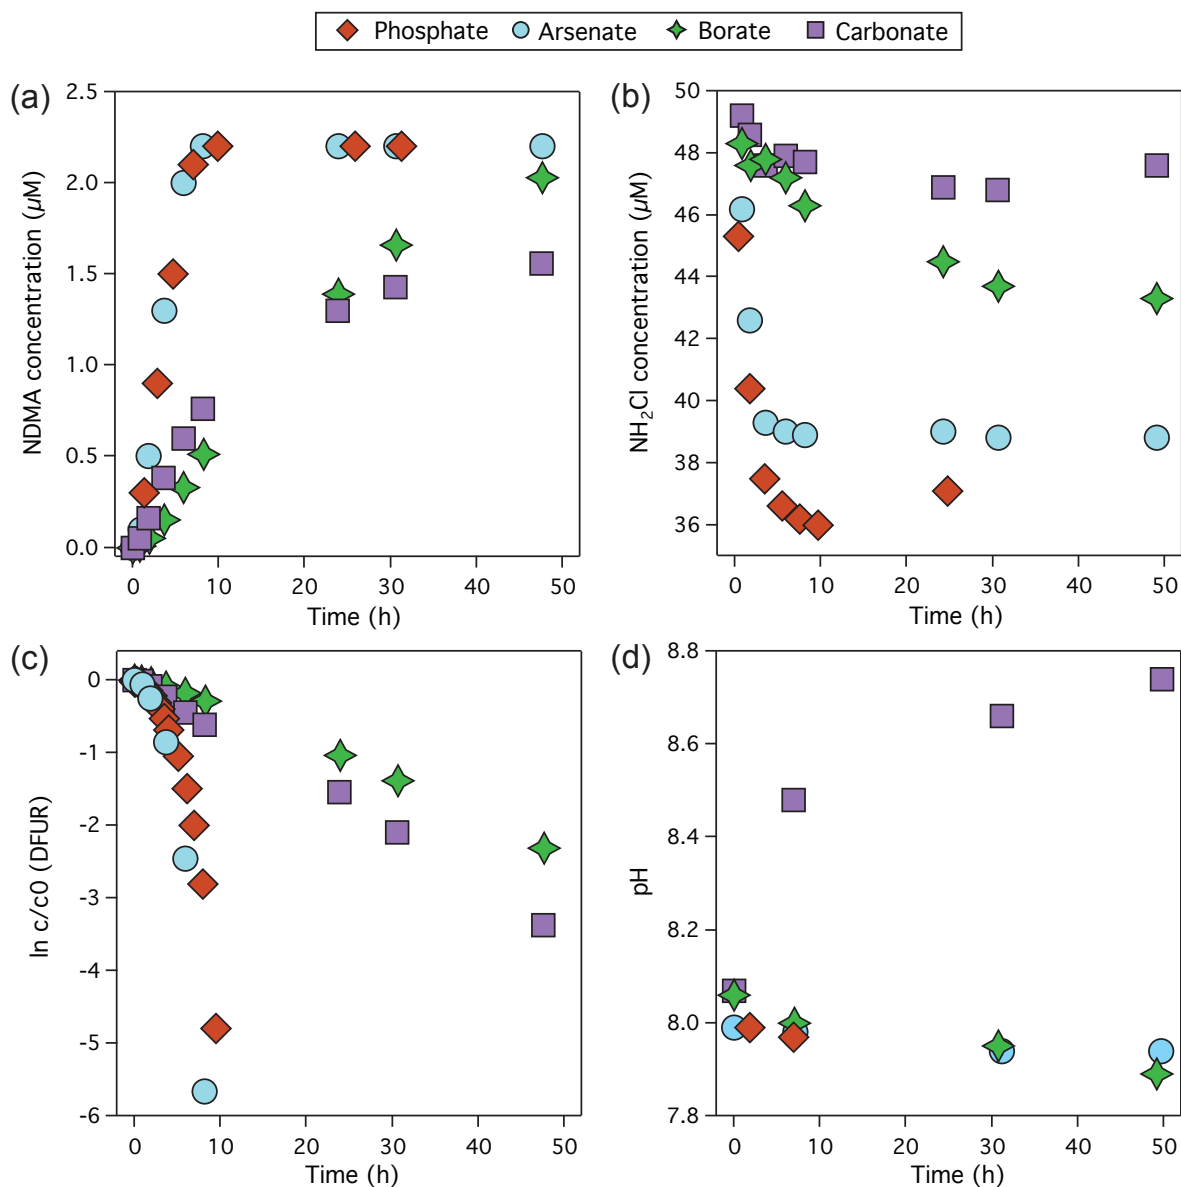 Phosphate Arsenate Borate Carbonate
(a)
2.5
2.0
1.5
1.0
0.5
0.0
NDMA concentration (µM)
0 10 20 30 40 50
Time (h)
(b)
50
48
46
44
42
40
38
36
NH₂Cl concentration (µM)
0 10 20 30 40 50
Time (h)
(c)
0
-1
-2
-3
-4
-5
-6
ln c/c0 (DFUR)
0 10 20 30 40 50
Time (h)
(d)
8.8
8.6
8.4
8.2
8.0
7.8
pH
0 10 20 30 40 50
Time (h)